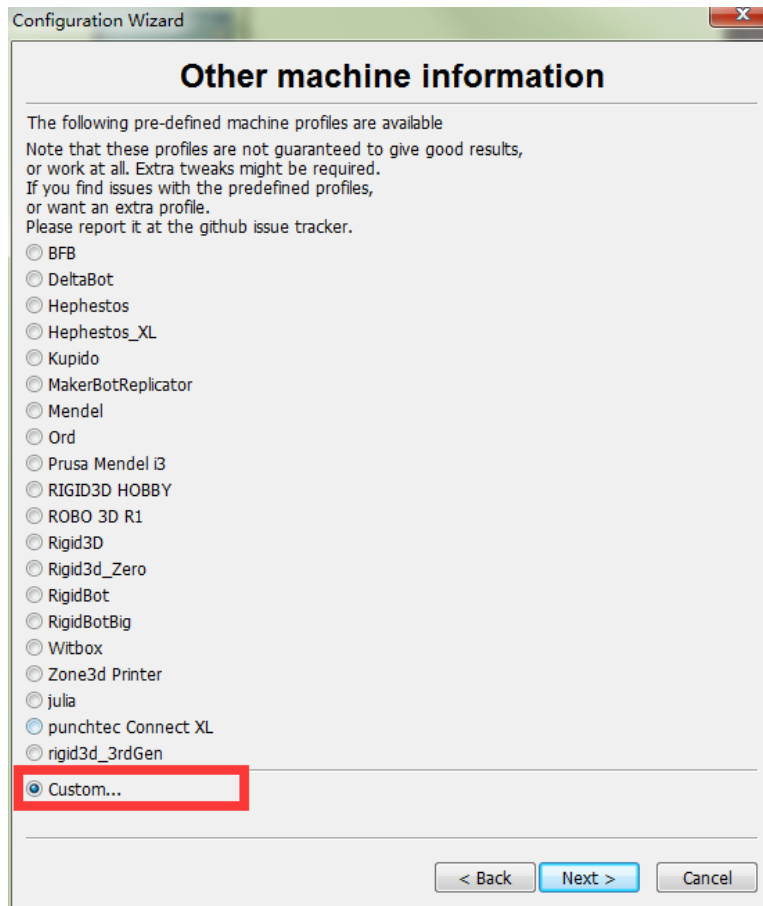 Configuration Wizard
Other machine information
The following pre-defined machine profiles are available
Note that these profiles are not guaranteed to give good results,
or work at all. Extra tweaks might be required.
If you find issues with the predefined profiles,
or want an extra profile.
Please report it at the github issue tracker.
BFB
DeltaBot
Hephestos
Hephestos_XL
Kupido
MakerBotReplicator
Mendel
Ord
Prusa Mendel i3
RIGID3D HOBBY
ROBO 3D R1
Rigid3D
Rigid3d_Zero
RigidBot
RigidBotBig
Witbox
Zone3d Printer
julia
punchtec Connect XL
rigid3d_3rdGen
Custom...
< Back Next > Cancel